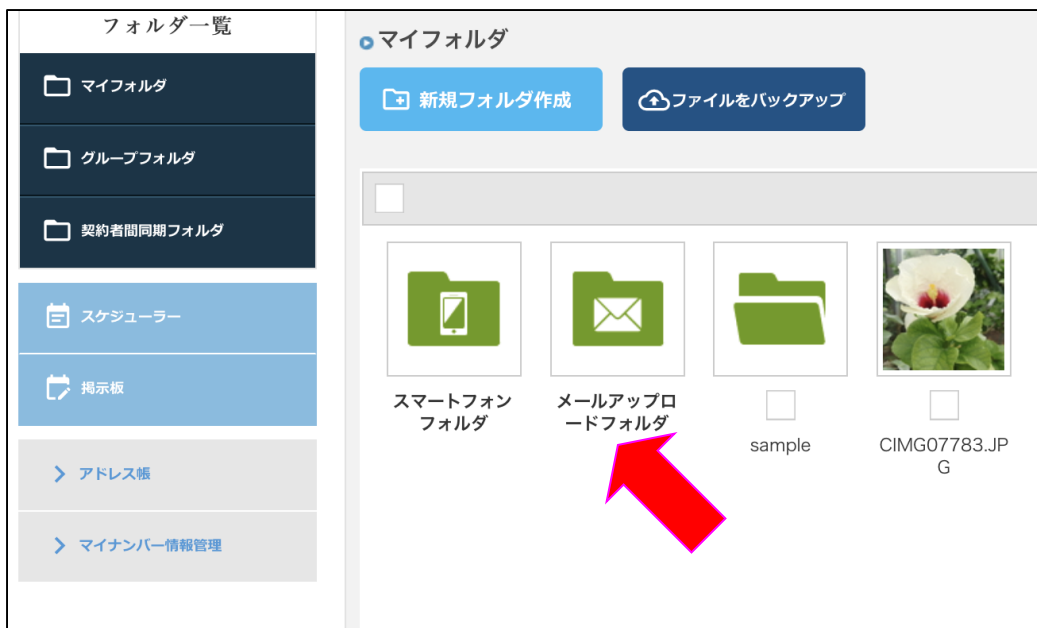 フォルダ一覧
マイフォルダ
グループフォルダ
契約者間同期フォルダ
スケジューラー
掲示板
アドレス帳
マイナンバー情報管理
マイフォルダ
新規フォルダ作成
ファイルをバックアップ
スマートフォン
フォルダ
メールアップロ
ードフォルダ
sample
CIMG07783.JP
G